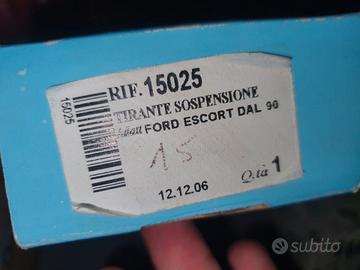 RIF. 15025
TIRANTE SOSPENSIONE
FORD ESCORT DAL 90
15
12.12.06
Q.tà 1
15025
subito